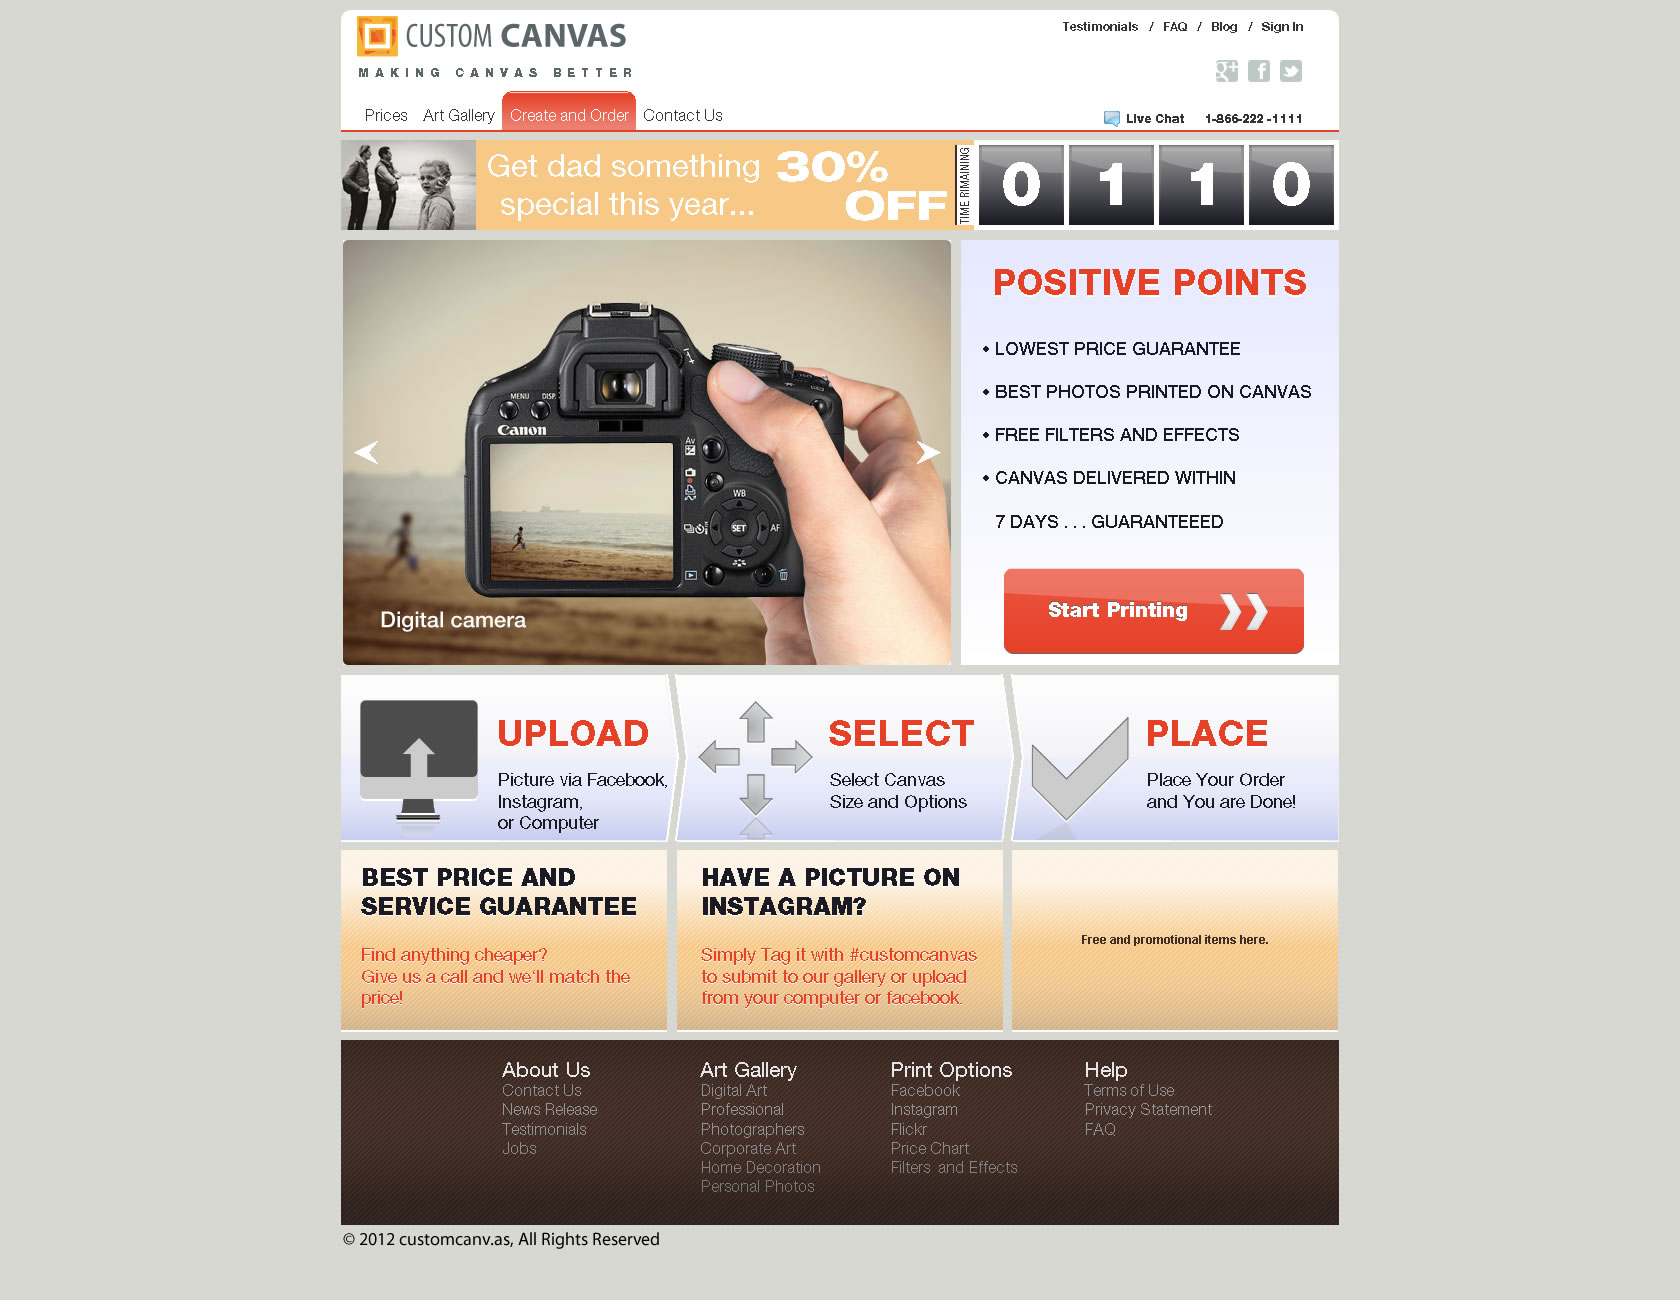 CUSTOM CANVAS
MAKING CANVAS BETTER
Testimonials / FAQ / Blog / Sign In
Prices Art Gallery Create and Order Contact Us
Live Chat 1-866-222-1111
Get dad something
special this year...
30%
OFF
TIME RIMAINING
0 1 1 0
MENU DISP.
Canon
Av
WB
SET
AF
Digital camera
POSITIVE POINTS
• LOWEST PRICE GUARANTEE
• BEST PHOTOS PRINTED ON CANVAS
• FREE FILTERS AND EFFECTS
• CANVAS DELIVERED WITHIN
7 DAYS . . . GUARANTEEED
Start Printing
UPLOAD
Picture via Facebook,
Instagram,
or Computer
SELECT
Select Canvas
Size and Options
PLACE
Place Your Order
and You are Done!
BEST PRICE AND
SERVICE GUARANTEE
Find anything cheaper?
Give us a call and we'll match the
price!
HAVE A PICTURE ON
INSTAGRAM?
Simply Tag it with #customcanvas
to submit to our gallery or upload
from your computer or facebook.
Free and promotional items here.
About Us
Contact Us
News Release
Testimonials
Jobs
Art Gallery
Digital Art
Professional
Photographers
Corporate Art
Home Decoration
Personal Photos
Print Options
Facebook
Instagram
Flickr
Price Chart
Filters and Effects
Help
Terms of Use
Privacy Statement
FAQ
© 2012 customcanv.as, All Rights Reserved